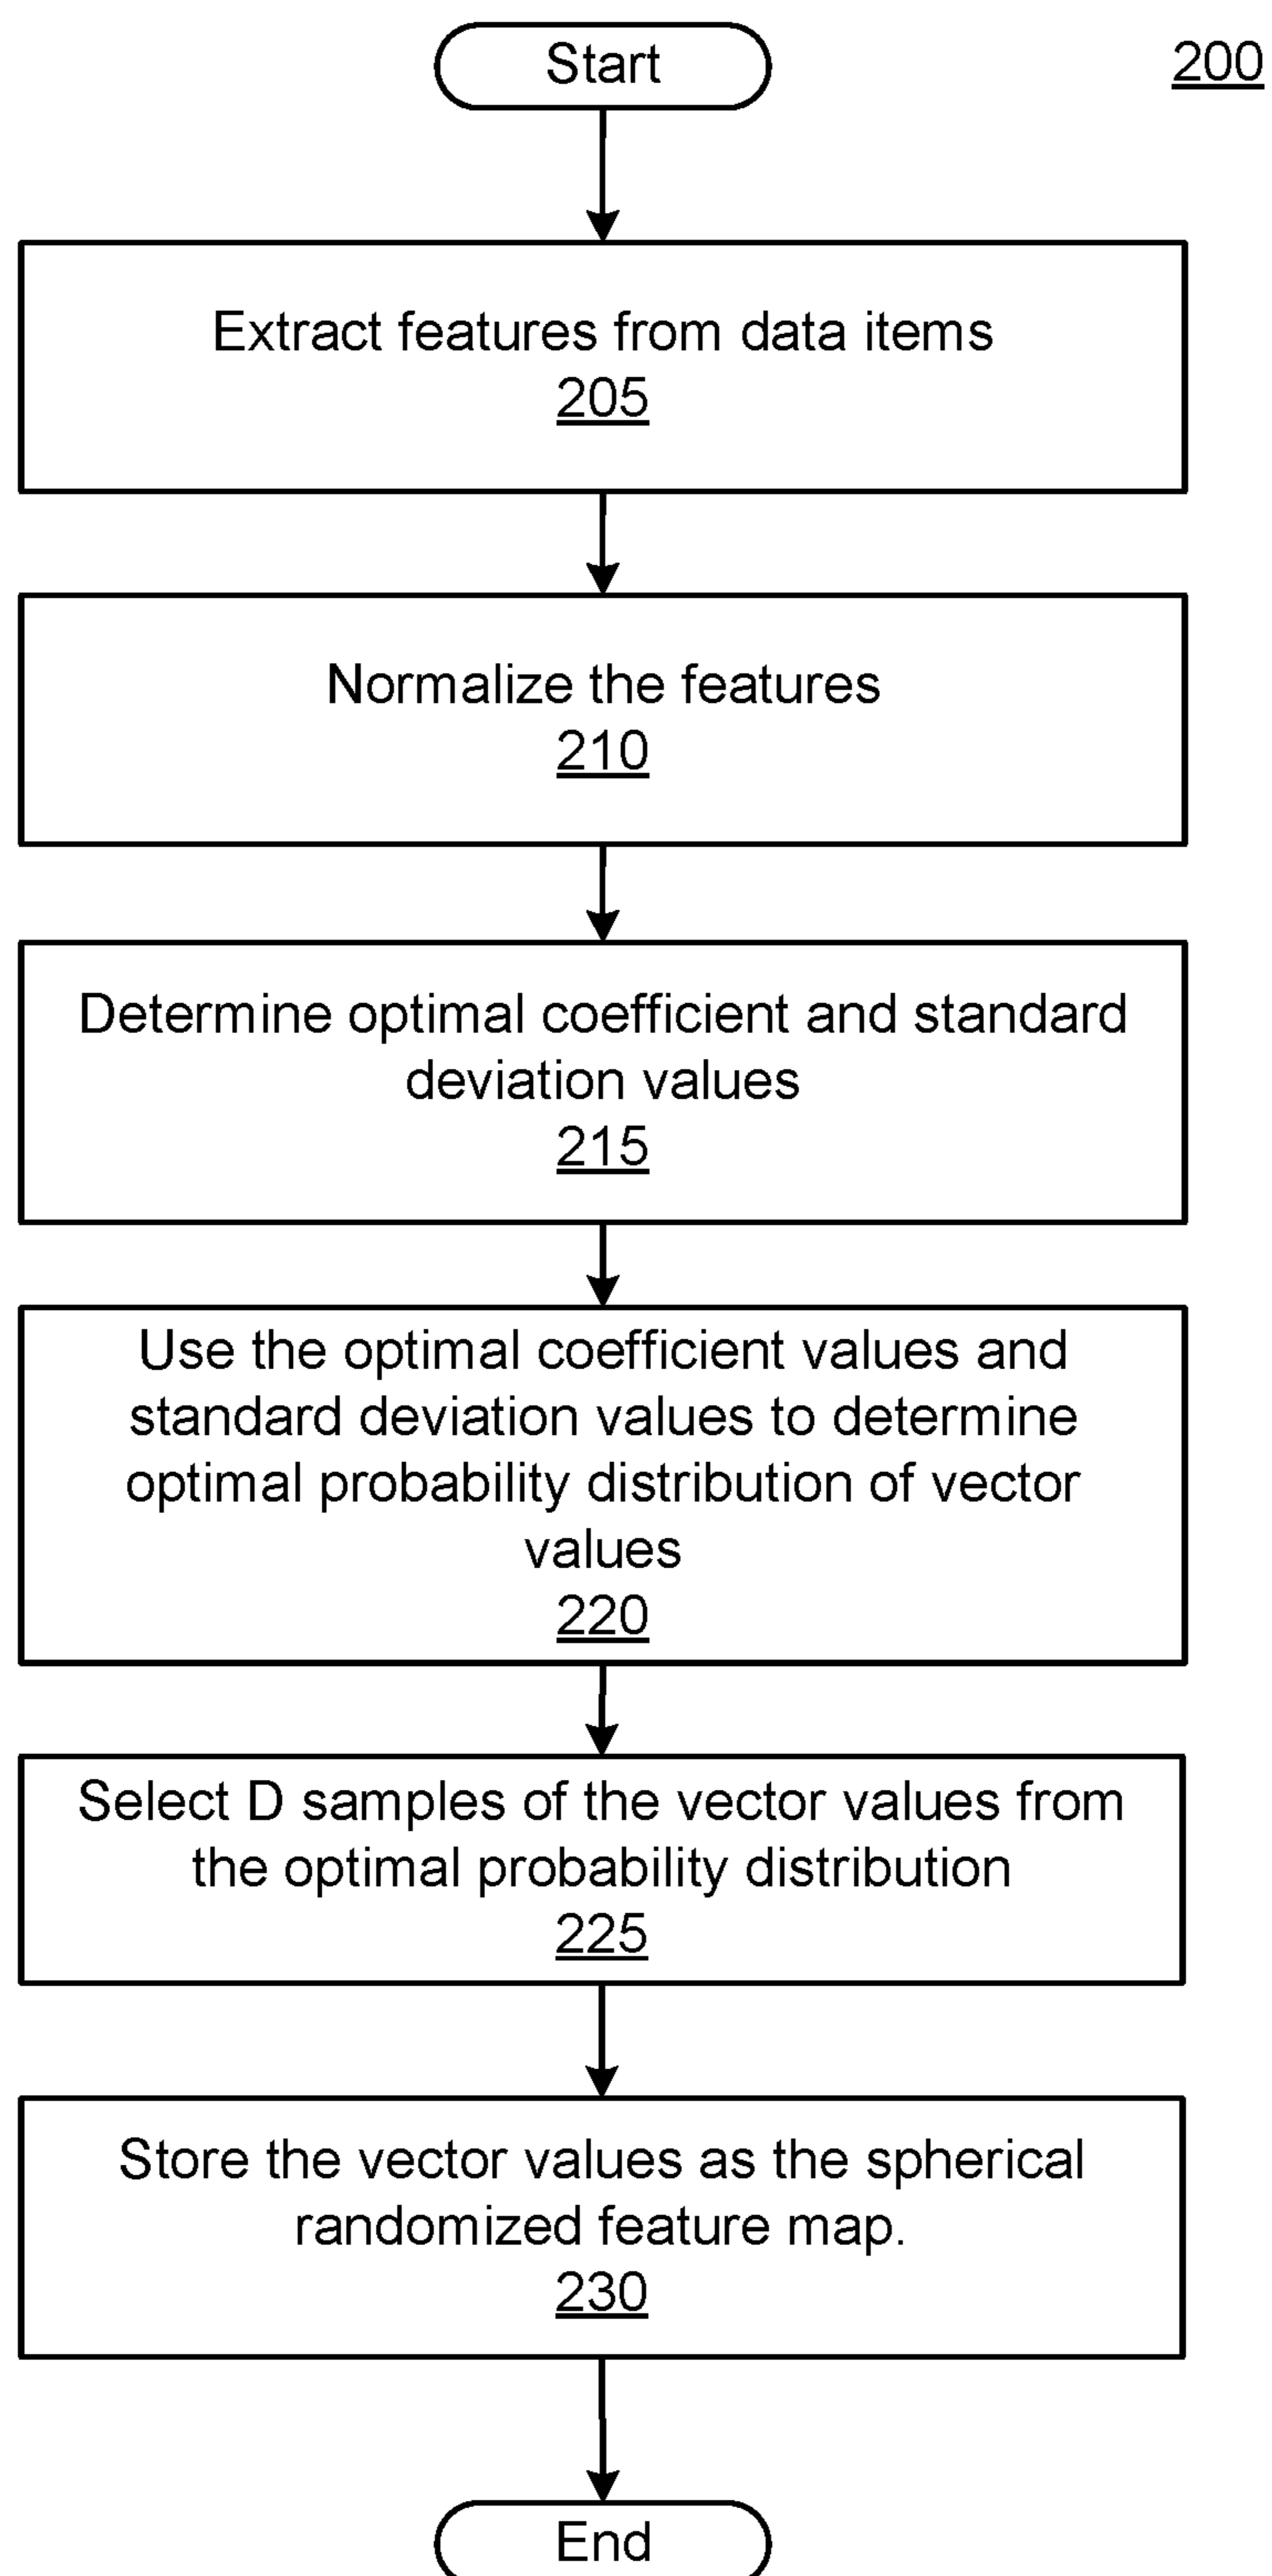 Start
200
Extract features from data items
205
Normalize the features
210
Determine optimal coefficient and standard
deviation values
215
Use the optimal coefficient values and
standard deviation values to determine
optimal probability distribution of vector
values
220
Select D samples of the vector values from
the optimal probability distribution
225
Store the vector values as the spherical
randomized feature map.
230
End